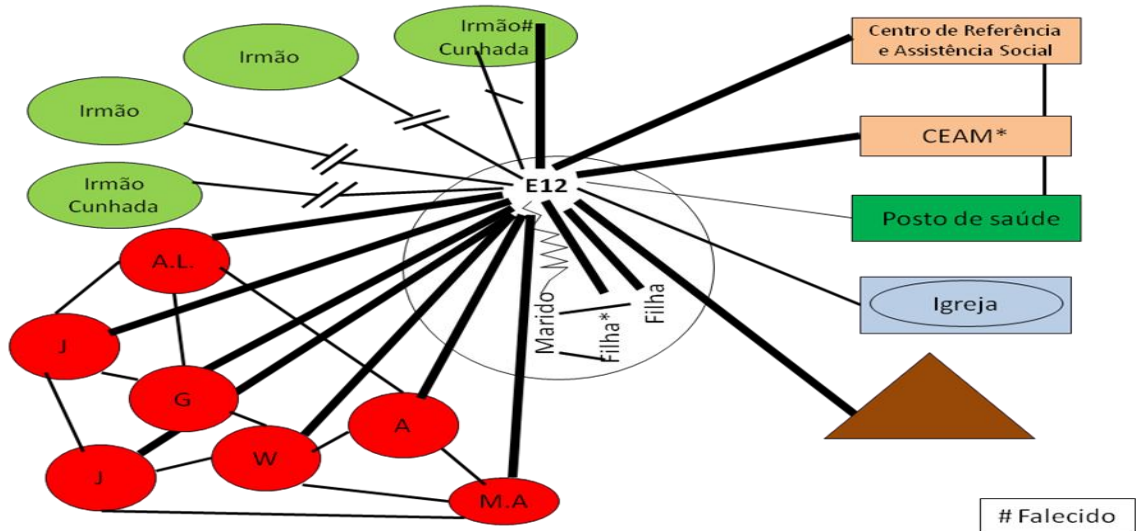 Irmão#
Cunhada
Irmão
Irmão
Irmão
Cunhada
Centro de Referência
e Assistência Social
CEAM*
E12
Posto de saúde
A.L.
Igreja
Marido
Filha*
Filha
J
G
A
W
J
M.A
# Falecido